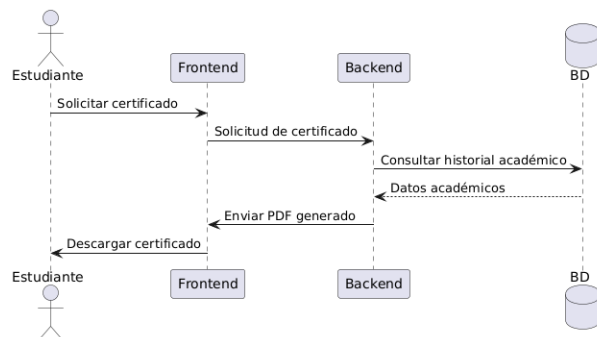 Estudiante
Frontend
Backend
BD
Solicitar certificado
Solicitud de certificado
Consultar historial académico
Datos académicos
Enviar PDF generado
Descargar certificado
Estudiante
Frontend
Backend
BD